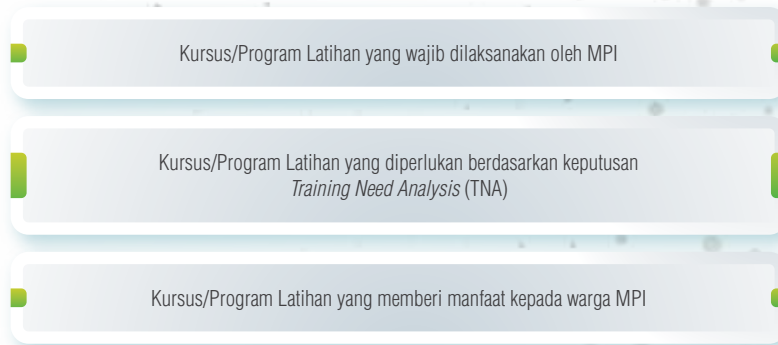 Kursus/Program Latihan yang wajib dilaksanakan oleh MPI
Kursus/Program Latihan yang diperlukan berdasarkan keputusan
Training Need Analysis (TNA)
Kursus/Program Latihan yang memberi manfaat kepada warga MPI